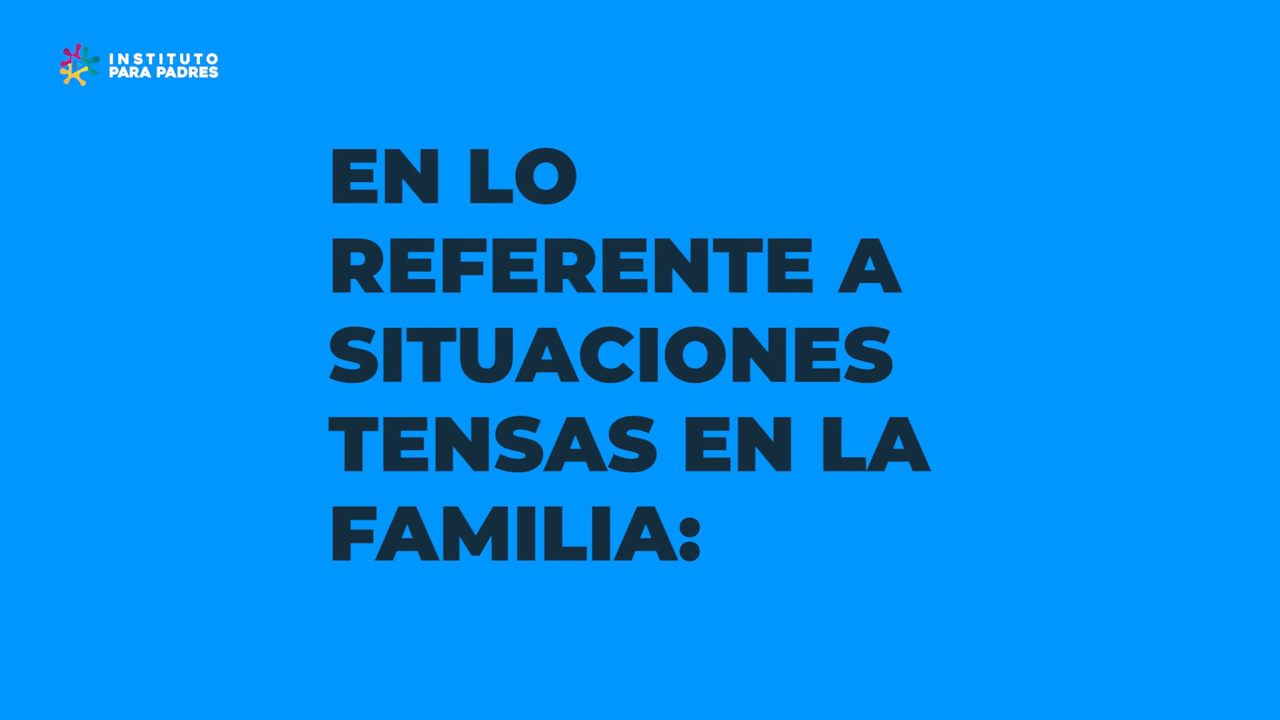 INSTITUTO
PARA PADRES
EN LO
REFERENTE A
SITUACIONES
TENSAS EN LA
FAMILIA: